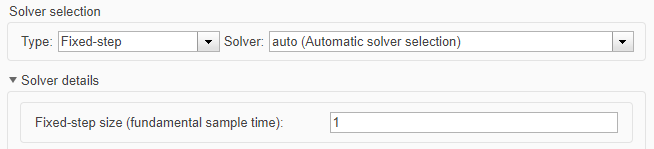 Solver selection
Type: Fixed-step Solver: auto (Automatic solver selection)
Solver details
Fixed-step size (fundamental sample time): 1